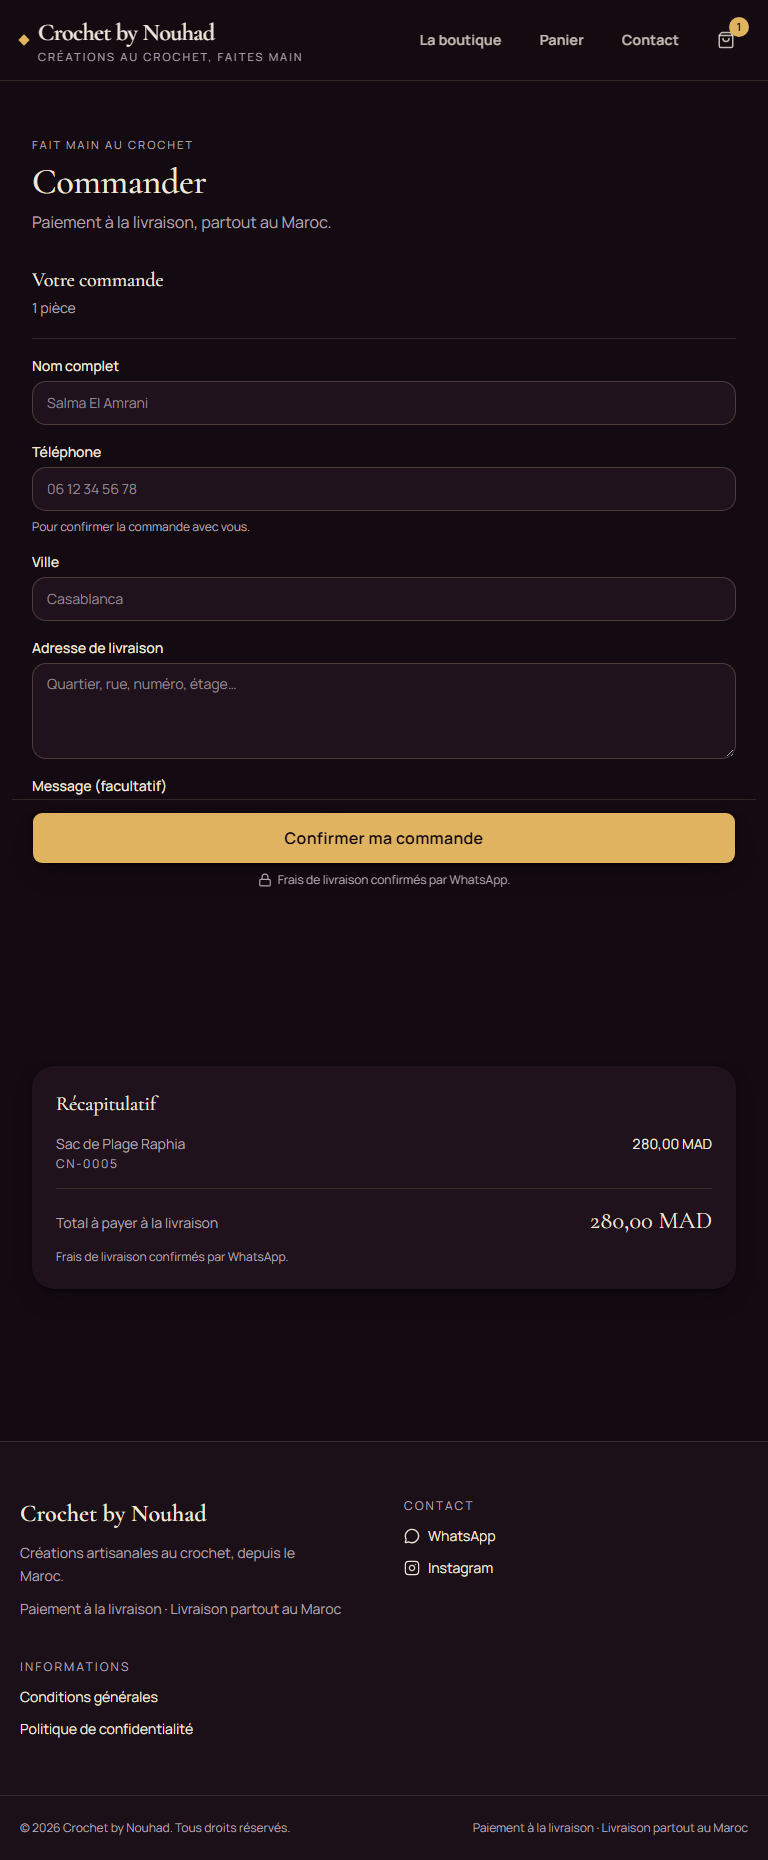 Crochet by Nouhad
CRÉATIONS AU CROCHET, FAITES MAIN
La boutique
Panier
Contact
1
FAIT MAIN AU CROCHET
Commander
Paiement à la livraison, partout au Maroc.
Votre commande
1 pièce
Nom complet
Salma El Amrani
Téléphone
06 12 34 56 78
Pour confirmer la commande avec vous.
Ville
Casablanca
Adresse de livraison
Quartier, rue, numéro, étage…
Message (facultatif)
Confirmer ma commande
Frais de livraison confirmés par WhatsApp.
Récapitulatif
Sac de Plage Raphia 280,00 MAD
CN-0005
Total à payer à la livraison 280,00 MAD
Frais de livraison confirmés par WhatsApp.
Crochet by Nouhad
Créations artisanales au crochet, depuis le
Maroc.
Paiement à la livraison · Livraison partout au Maroc
CONTACT
WhatsApp
Instagram
INFORMATIONS
Conditions générales
Politique de confidentialité
© 2026 Crochet by Nouhad. Tous droits réservés.
Paiement à la livraison · Livraison partout au Maroc